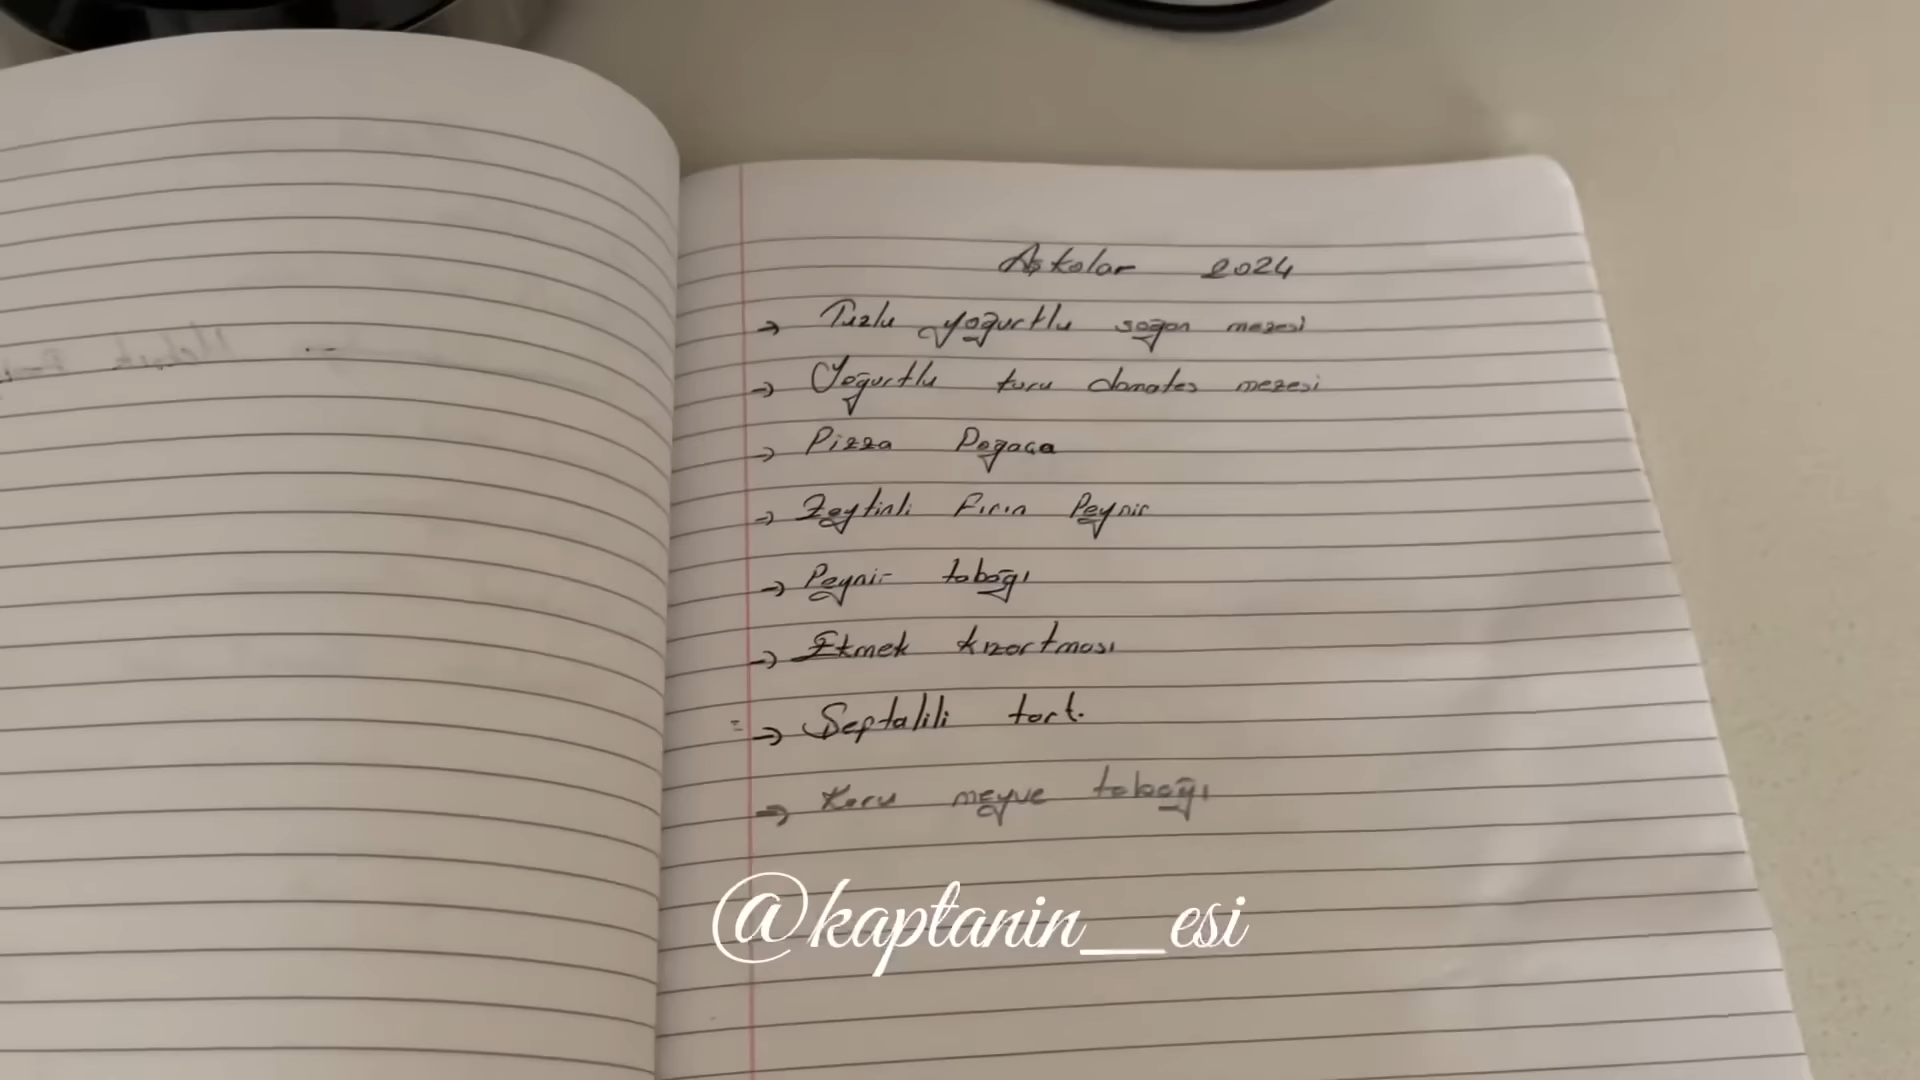 Aşkolar 2024
→ Tuzlu yoğurtlu soğan mezesi
→ Yoğurtlu kuru domates mezesi
→ Pizza Poğaça
→ Zeytinli Fırın Peynir
→ Peynir tabağı
→ Ekmek kızartması
→ Şeptalili tart.
→ Kuru meyve tabağı
@kaptanin__esi